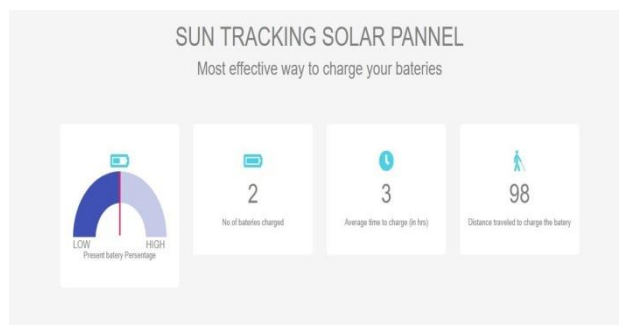 SUN TRACKING SOLAR PANNEL
Most effective way to charge your bateries
LOW HIGH
Present batery Persentage
2
No of bateries charged
3
Average time to charge (in hrs)
98
Distance traveled to charge the batery